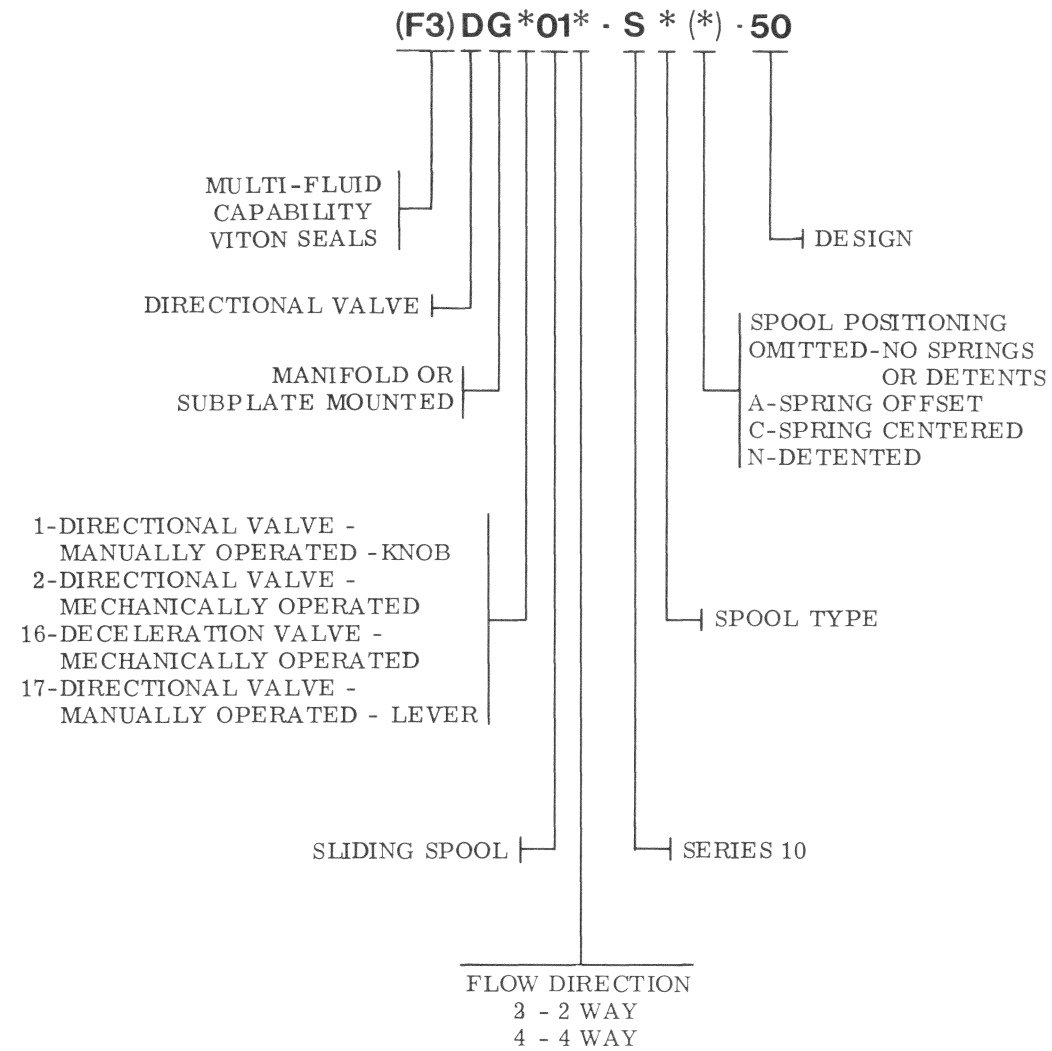 (F3) D G * 01 * - S * (*) - 50
MULTI-FLUID
CAPABILITY
VITON SEALS
DESIGN
DIRECTIONAL VALVE
SPOOL POSITIONING
OMITTED-NO SPRINGS
OR DETENTS
A-SPRING OFFSET
C-SPRING CENTERED
N-DETENTED
MANIFOLD OR
SUBPLATE MOUNTED
1-DIRECTIONAL VALVE -
MANUALLY OPERATED -KNOB
2-DIRECTIONAL VALVE -
MECHANICALLY OPERATED
16-DECELERATION VALVE -
MECHANICALLY OPERATED
17-DIRECTIONAL VALVE -
MANUALLY OPERATED - LEVER
SPOOL TYPE
SLIDING SPOOL
SERIES 10
FLOW DIRECTION
- 2 WAY
4 - 4 WAY